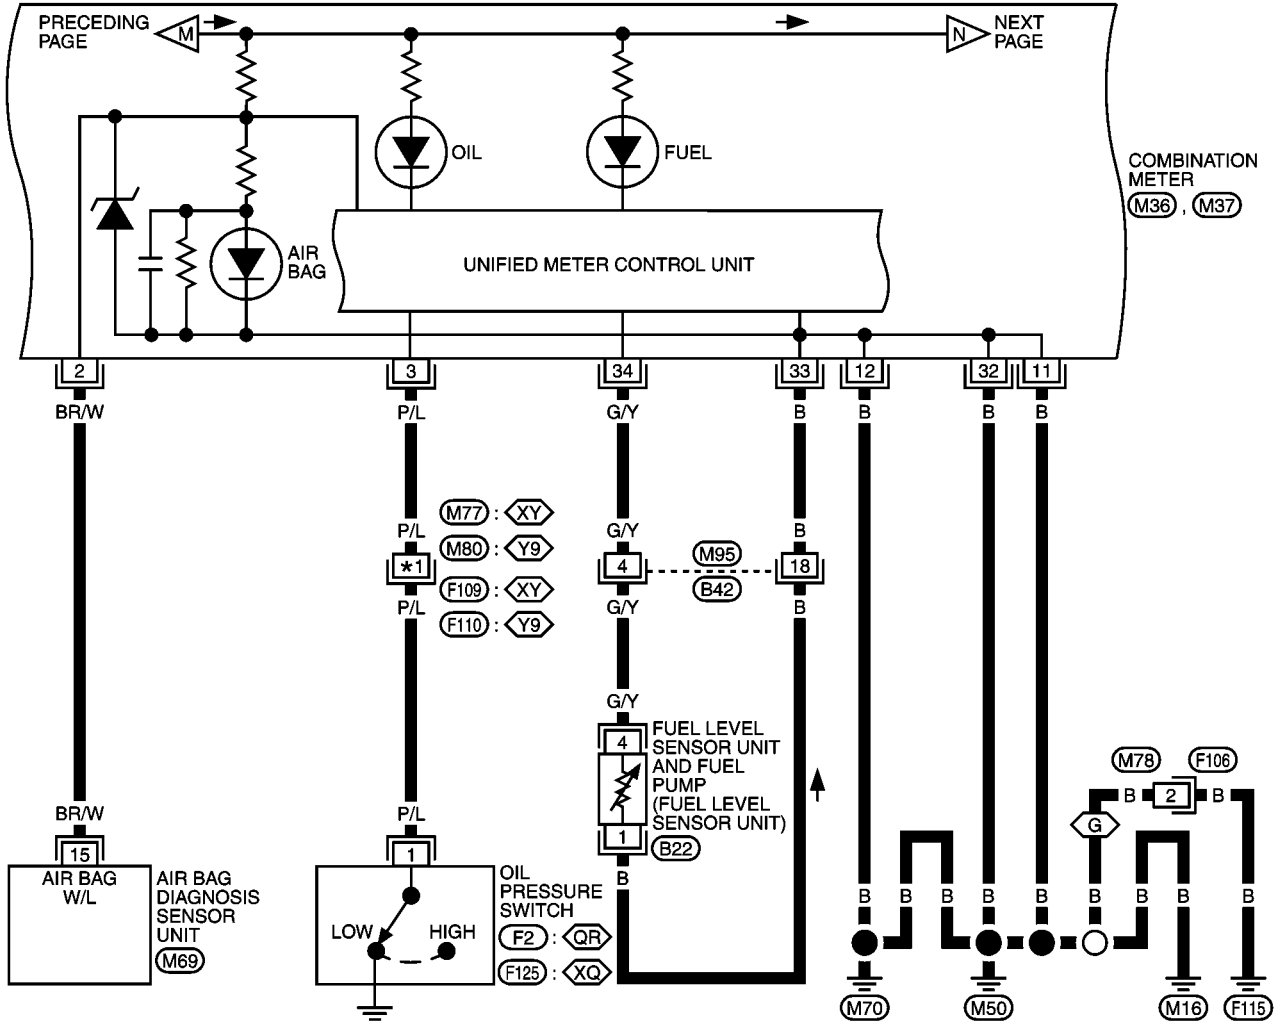 PRECEDING
PAGE
M
N
NEXT
PAGE
OIL
FUEL
COMBINATION
METER
M36 , M37
AIR
BAG
UNIFIED METER CONTROL UNIT
2
3
34
33
12
32
11
BR/W
P/L
G/Y
B
B
B
B
M77 : XY
P/L
G/Y
B
M80 : Y9
M95
*1
4
18
F109 : XY
B42
P/L
G/Y
B
F110 : Y9
G/Y
FUEL LEVEL
SENSOR UNIT
AND FUEL
PUMP
(FUEL LEVEL
SENSOR UNIT)
4
1
B22
M78
F106
B
2
B
G
BR/W
P/L
15
1
AIR BAG
W/L
AIR BAG
DIAGNOSIS
SENSOR
UNIT
M69
OIL
PRESSURE
SWITCH
LOW
HIGH
F2 : QR
F125 : XQ
B
B
B
B
B
B
B
B
B
B
M70
M50
M16
F115